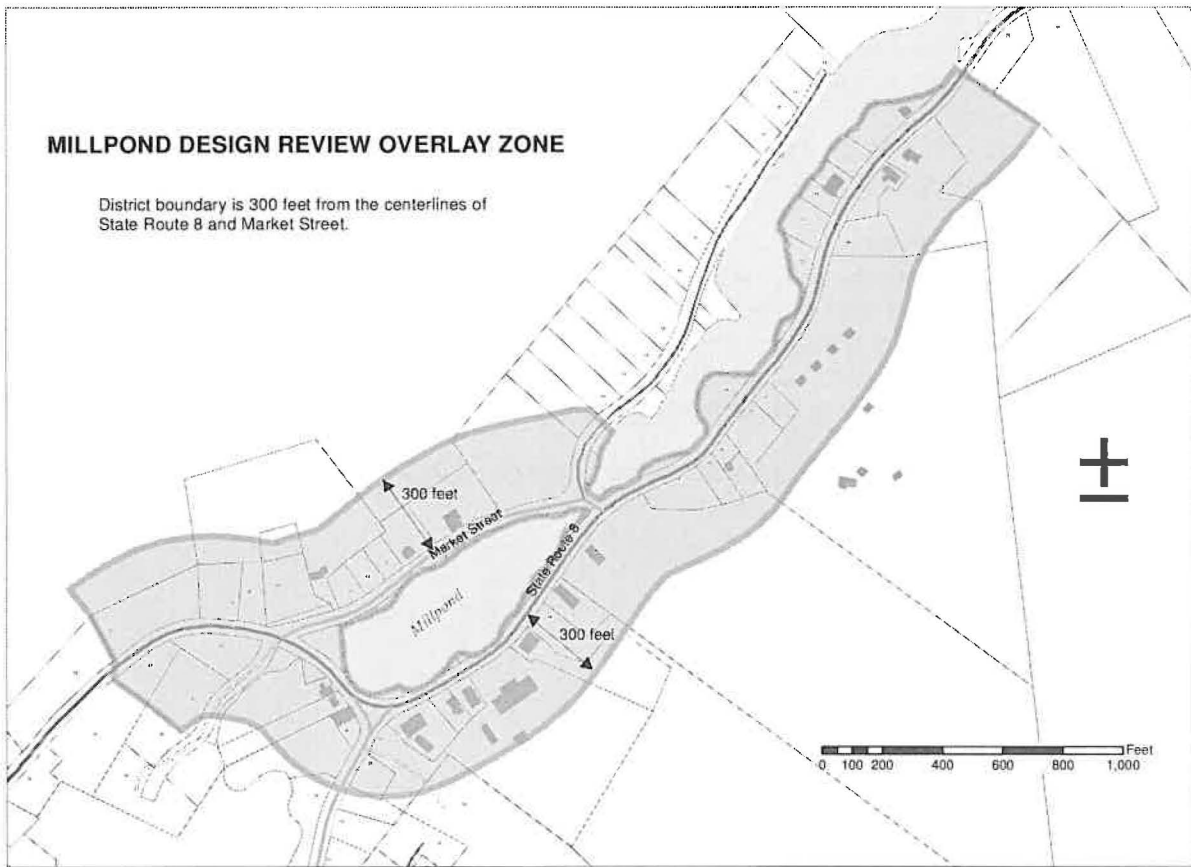 MILLPOND DESIGN REVIEW OVERLAY ZONE
District boundary is 300 feet from the centerlines of
State Route 8 and Market Street.
300 feet
Market Street
State Route 8
Millpond
300 feet
Feet
0 100 200 400 600 800 1,000